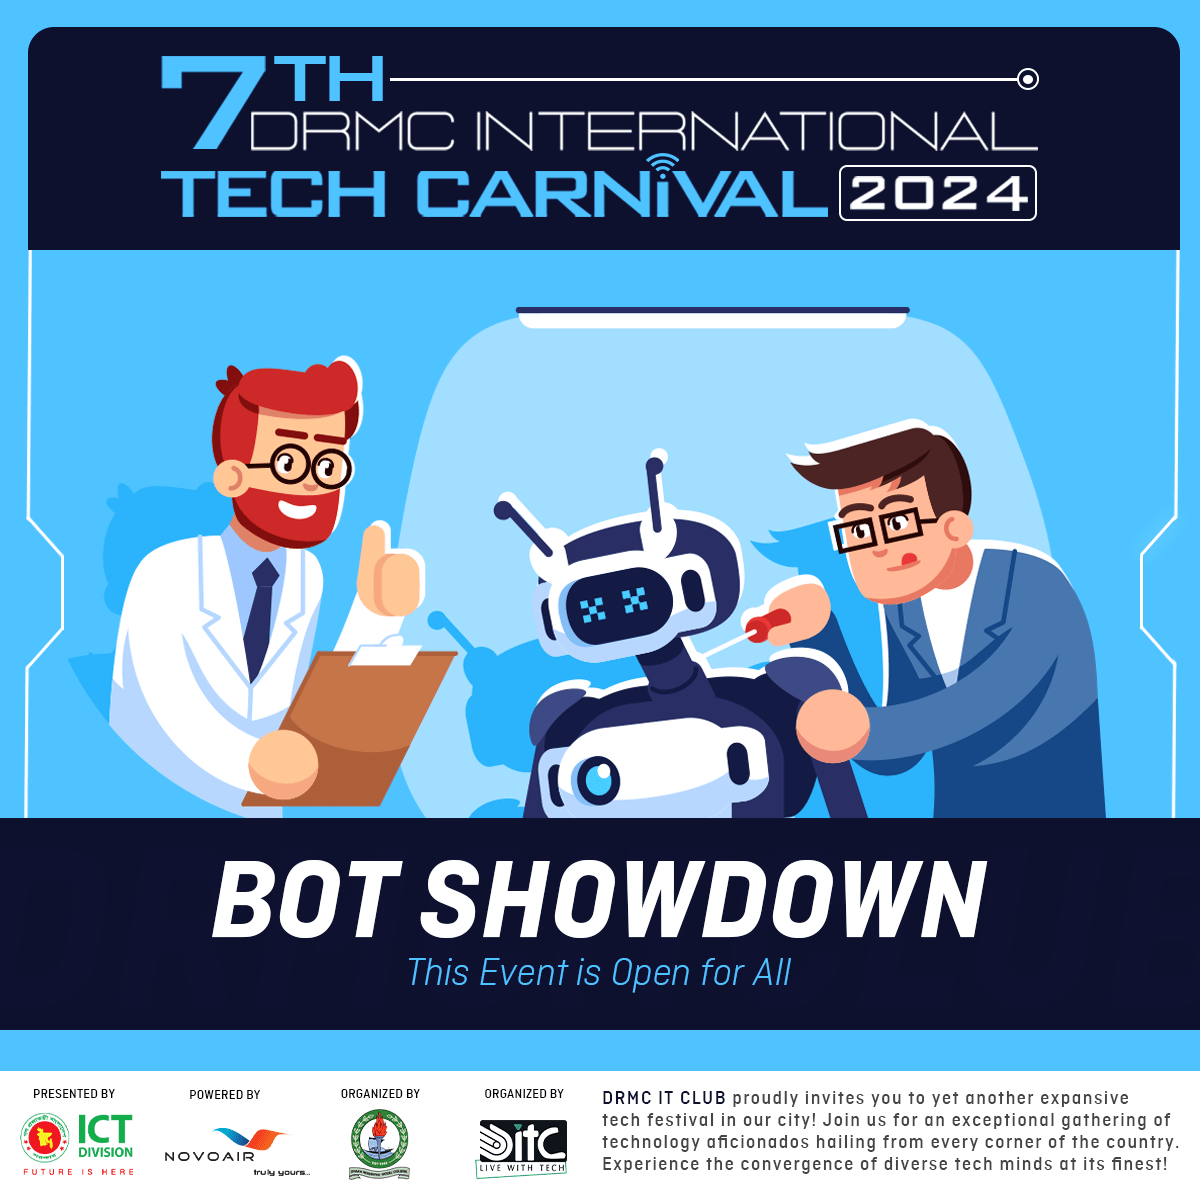 7TH
DRMC INTERNATIONAL
TECH CARNiVAL 2024
BOT SHOWDOWN
This Event is Open for All
PRESENTED BY
ICT
DIVISION
FUTURE IS HERE
POWERED BY
NOVOAIR
truly yours...
ORGANIZED BY
ORGANIZED BY
DITC
LIVE WITH TECH
DRMC IT CLUB proudly invites you to yet another expansive
tech festival in our city! Join us for an exceptional gathering of
technology aficionados hailing from every corner of the country.
Experience the convergence of diverse tech minds at its finest!